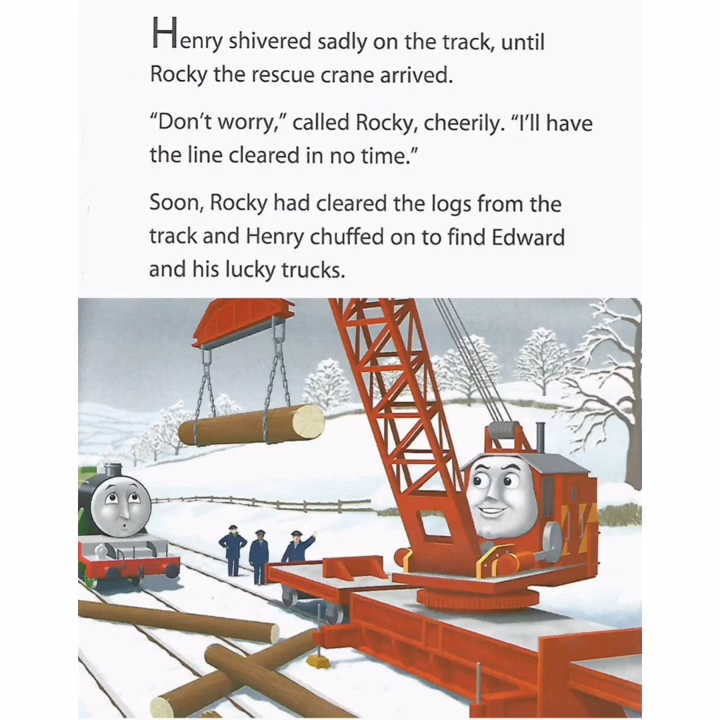 Henry shivered sadly on the track, until
Rocky the rescue crane arrived.
“Don’t worry,” called Rocky, cheerily. “I’ll have
the line cleared in no time.”
Soon, Rocky had cleared the logs from the
track and Henry chuffed on to find Edward
and his lucky trucks.